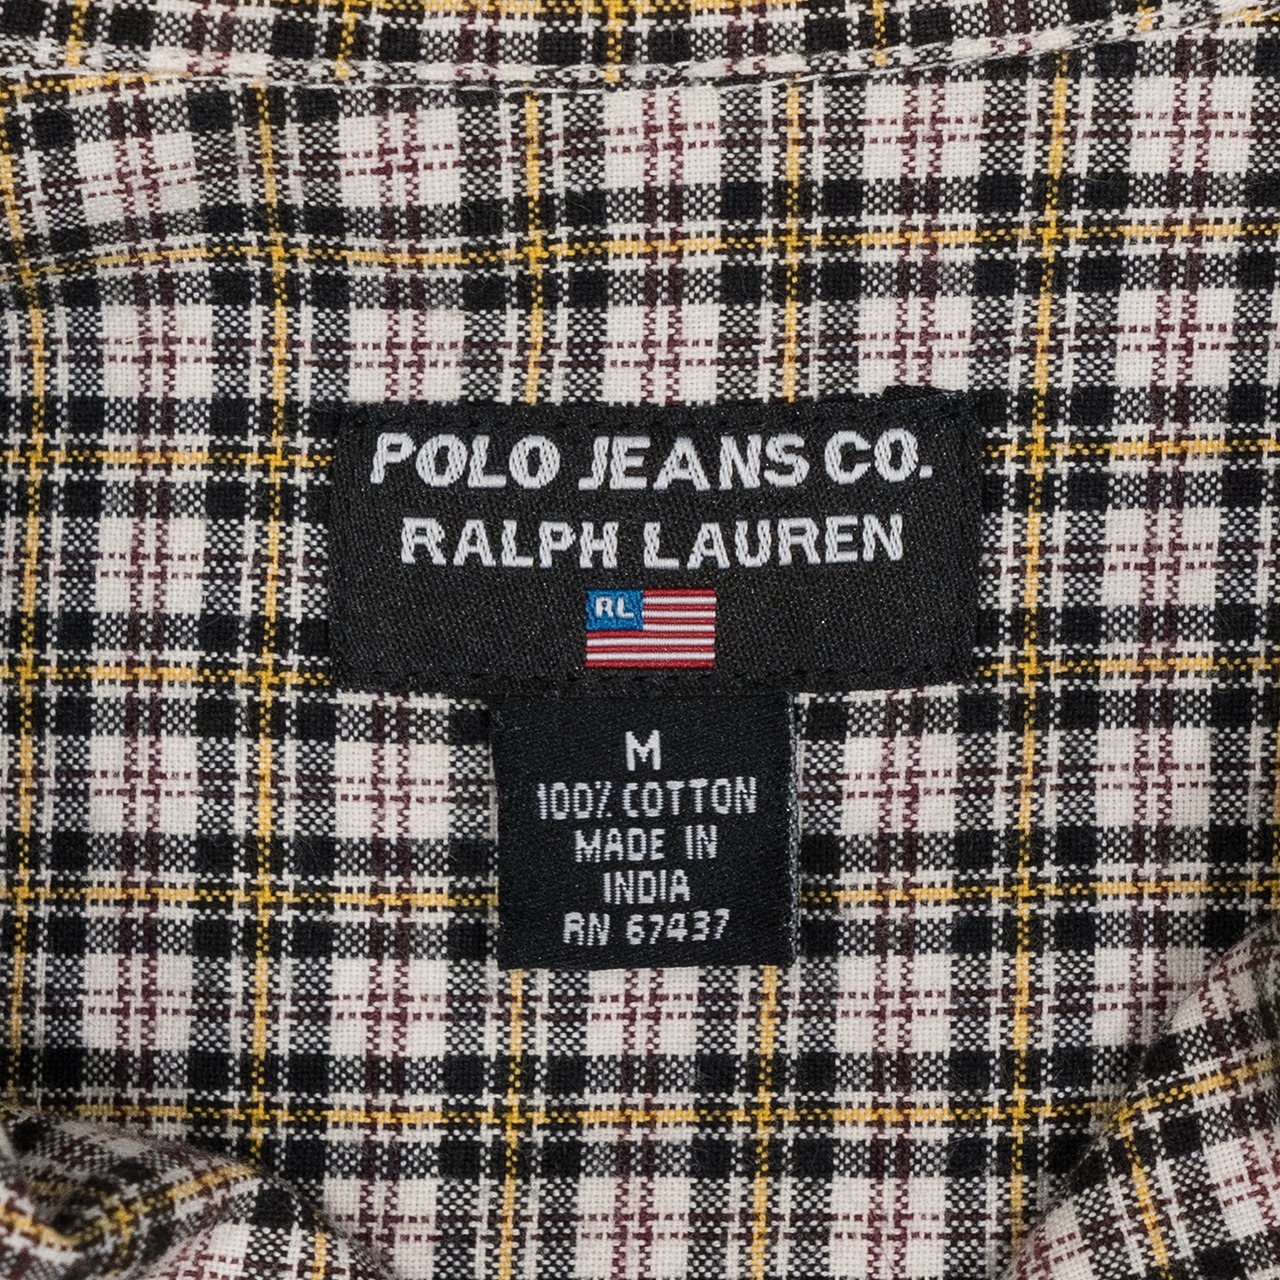 POLO JEANS CO.
RALPH LAUREN
RL
M
100% COTTON
MADE IN
INDIA
RN 67437